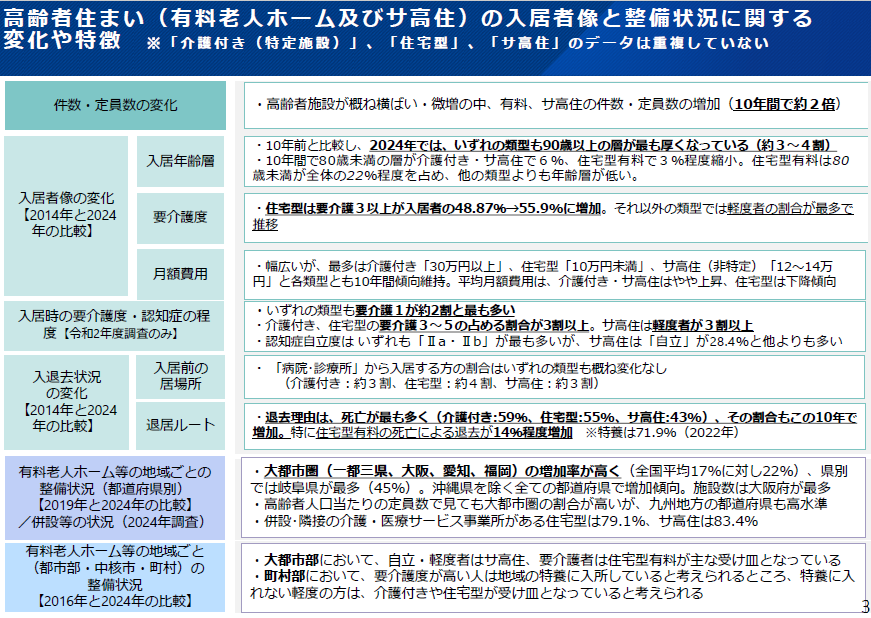 高齢者住まい（有料老人ホーム及びサ高住）の入居者像と整備状況に関する
変化や特徴　※「介護付き（特定施設）」、「住宅型」、「サ高住」のデータは重複していない
件数・定員数の変化
・高齢者施設が概ね横ばい・微増の中、有料、サ高住の件数・定員数の増加（10年間で約２倍）
入居者像の変化
【2014年と2024
年の比較】
入居年齢層
・10年前と比較し、2024年では、いずれの類型も90歳以上の層が最も厚くなっている（約３～４割）
・10年間で80歳未満の層が介護付き・サ高住で６％、住宅型有料で３％程度縮小。住宅型有料は80
歳未満が全体の22％程度を占め、他の類型よりも年齢層が低い。
要介護度
・住宅型は要介護３以上が入居者の48.87%→55.9%に増加。それ以外の類型では軽度者の割合が最多で
推移
月額費用
・幅広いが、最多は介護付き「30万円以上」、住宅型「10万円未満」、サ高住（非特定）「12～14万
円」と各類型とも10年間傾向維持。平均月額費用は、介護付き・サ高住はやや上昇、住宅型は下降傾向
入居時の要介護度・認知症の程
度【令和2年度調査のみ】
・いずれの類型も要介護１が約2割と最も多い
・介護付き、住宅型の要介護３～５の占める割合が3割以上。サ高住は軽度者が３割以上
・認知症自立度は いずれも「Ⅱa・Ⅱb」が最も多いが、サ高住は「自立」が28.4％と他よりも多い
入退去状況
の変化
【2014年と2024
年の比較】
入居前の
居場所
・「病院･診療所」から入居する方の割合はいずれの類型も概ね変化なし
（介護付き：約３割、住宅型：約４割、サ高住：約３割）
退居ルート
・退去理由は、死亡が最も多く（介護付き:59%、住宅型:55%、サ高住:43%）、その割合もこの10年で
増加。特に住宅型有料の死亡による退去が14%程度増加　※特養は71.9%（2022年）
有料老人ホーム等の地域ごとの
整備状況（都道府県別）
【2019年と2024年の比較】
／併設等の状況（2024年調査）
・大都市圏（一都三県、大阪、愛知、福岡）の増加率が高く（全国平均17%に対し22%）、県別
では岐阜県が最多（45%）。沖縄県を除く全ての都道府県で増加傾向。施設数は大阪府が最多
・高齢者人口当たりの定員数で見ても大都市圏の割合が高いが、九州地方の都道府県も高水準
・併設･隣接の介護・医療サービス事業所がある住宅型は79.1%、サ高住は83.4%
有料老人ホーム等の地域ごと
（都市部・中核市・町村）の
整備状況
【2016年と2024年の比較】
・大都市部において、自立・軽度者はサ高住、要介護者は住宅型有料が主な受け皿となっている
・町村部において、要介護度が高い人は地域の特養に入所していると考えられるところ、特養に入
れない軽度の方は、介護付きや住宅型が受け皿となっていると考えられる
3